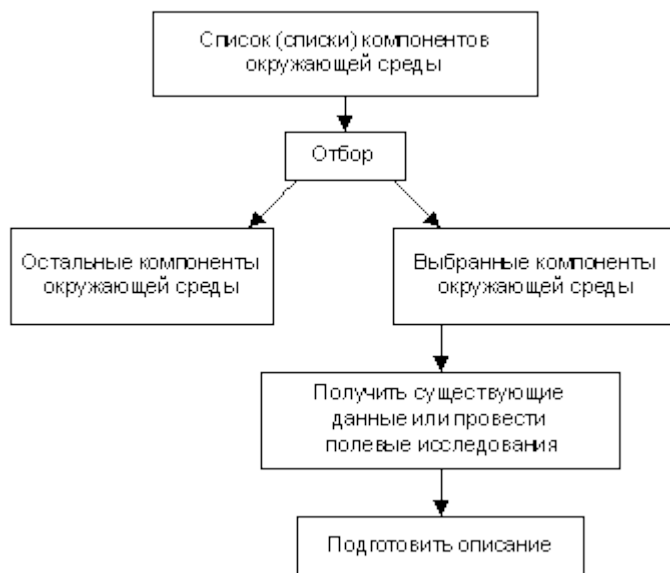 Список (списки) компонентов
окружающей среды
Отбор
Остальные компоненты
окружающей среды
Выбранные компоненты
окружающей среды
Получить существующие
данные или провести
полевые исследования
Подготовить описание